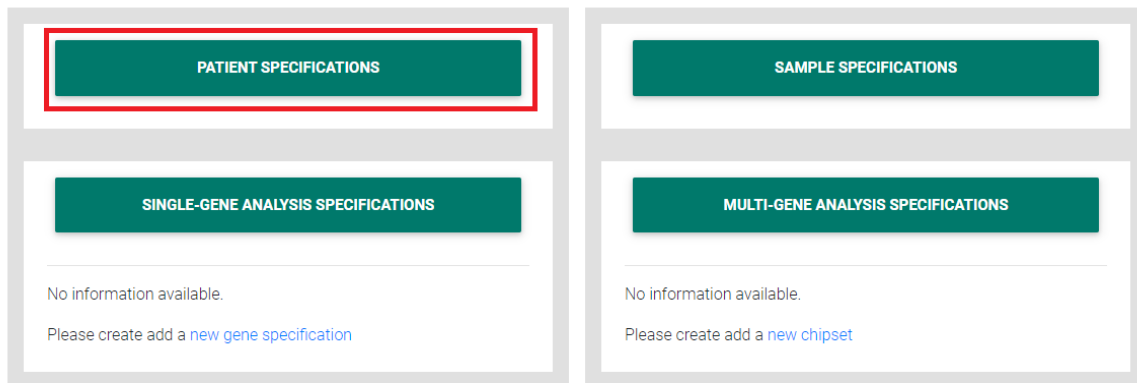 PATIENT SPECIFICATIONS
SAMPLE SPECIFICATIONS
SINGLE-GENE ANALYSIS SPECIFICATIONS
No information available.
Please create add a new gene specification
MULTI-GENE ANALYSIS SPECIFICATIONS
No information available.
Please create add a new chipset